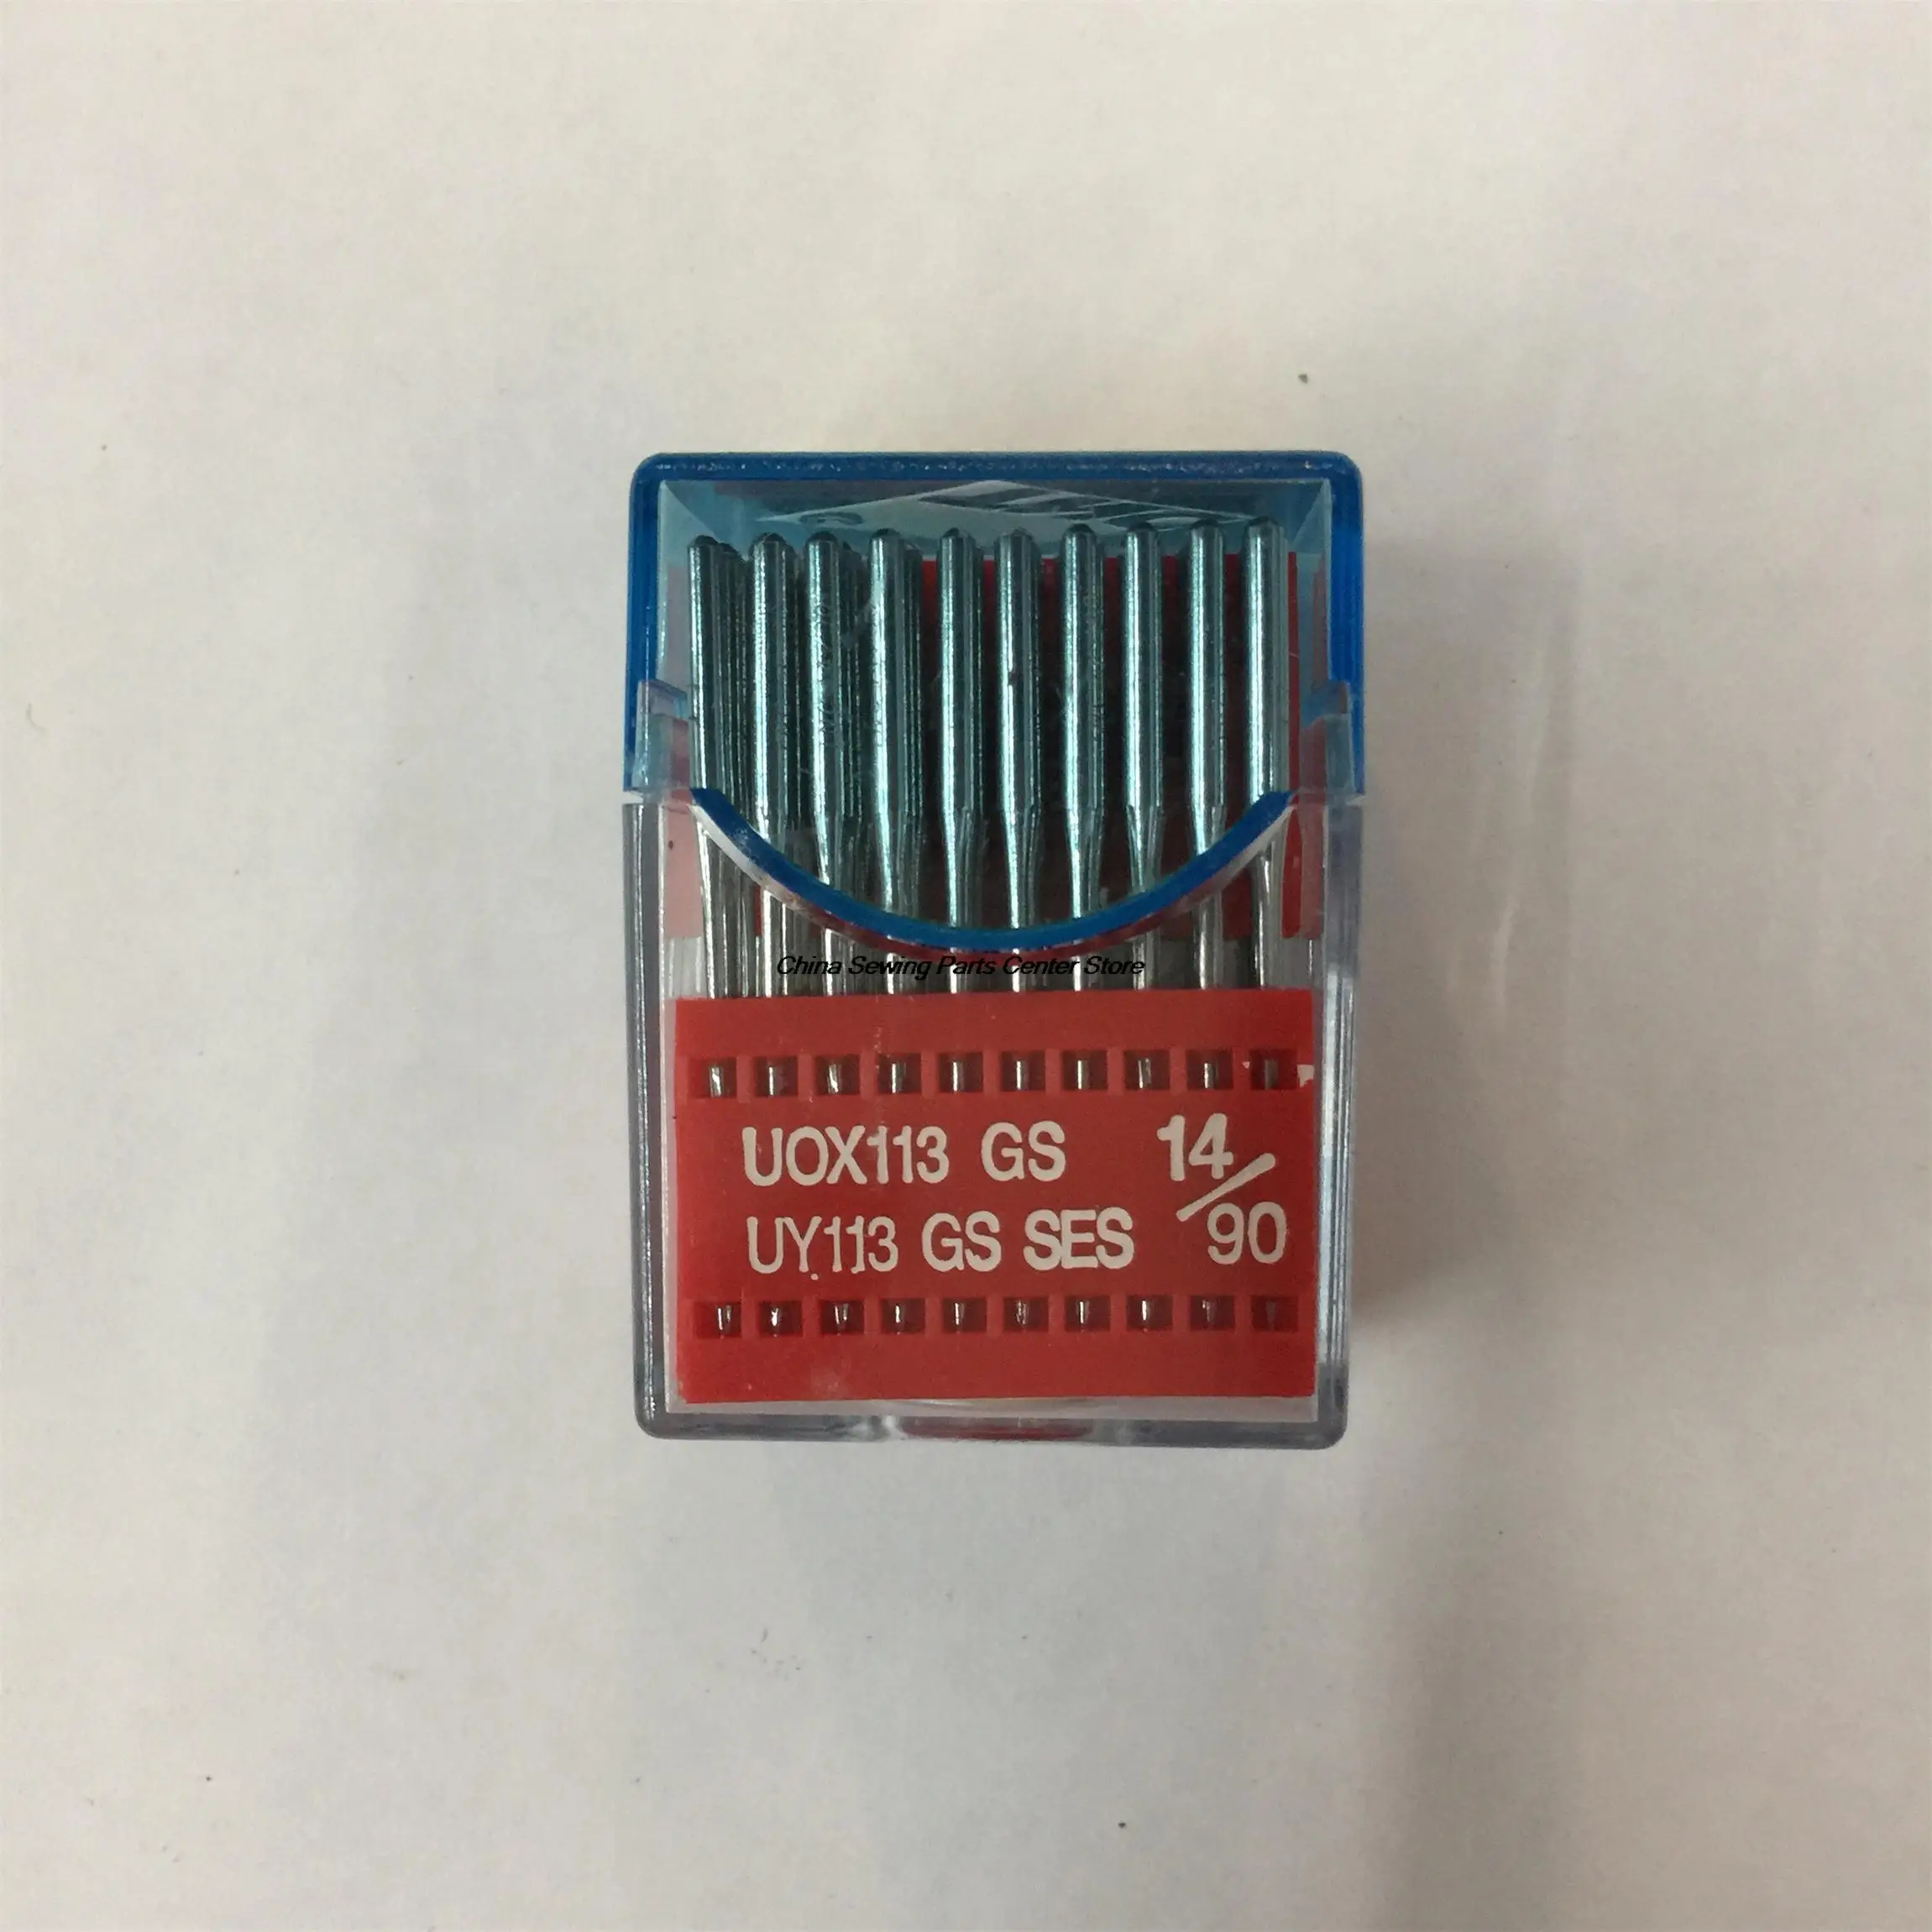 China Sewing Parts Center Store
UOX113 GS 14/90
UY113 GS SES